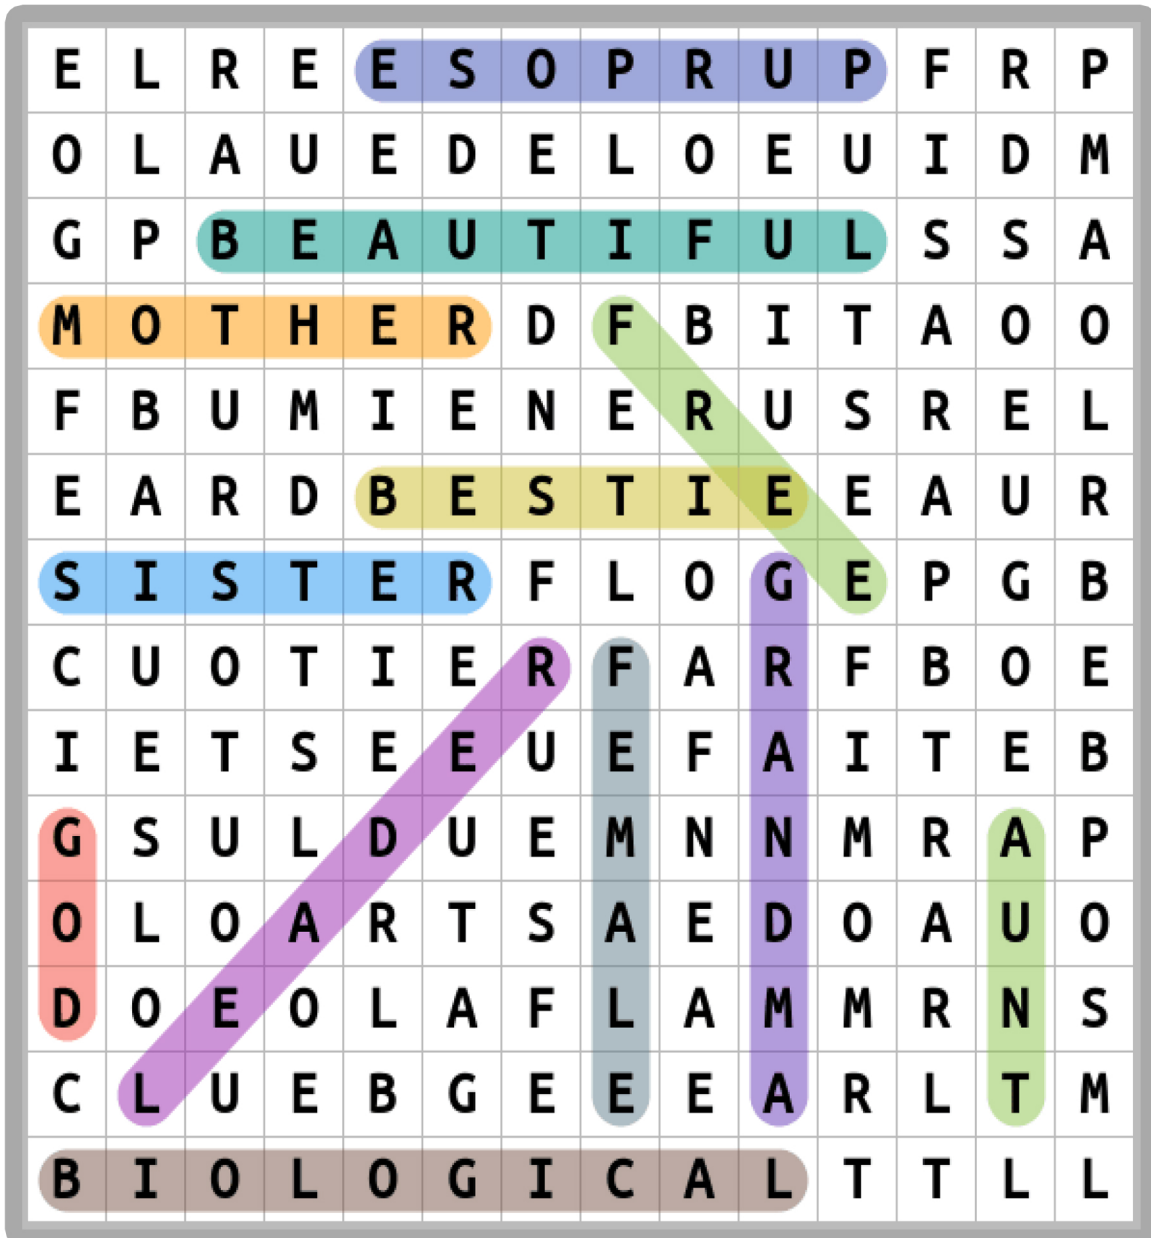 E L R E E S O P R U P F R P
O L A U E D E L O E U I D M
G P B E A U T I F U L S S A
M O T H E R D F B I T A O O
F B U M I E N E R U S R E L
E A R D B E S T I E E A U R
S I S T E R F L O G E P G B
C U O T I E R F A R F B O E
I E T S E E U E F A I T E B
G S U L D U E M N N M R A P
O L O A R T S A E D O A U O
D O E O L A F L A M M R N S
C L U E B G E E E A R L T M
B I O L O G I C A L T T L L